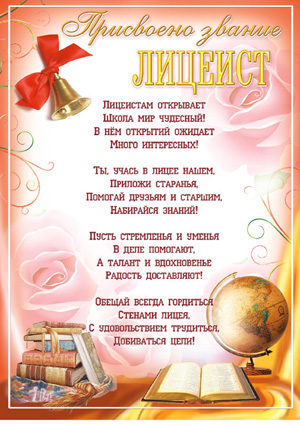 Присвоено звание
ЛИЦЕИСТ
Лицеистам открывает
Школа мир чудесный!
В нём открытий ожидает
Много интересных!
Ты, учась в лицее нашем,
Приложи старанья,
Помогай друзьям и старшим,
Набирайся знаний!
Пусть стремленья и уменья
В деле помогают,
А талант и вдохновенье
Радость доставляют!
Обещай всегда гордиться
Стенами лицея,
С удовольствием трудиться,
Добиваться цели!